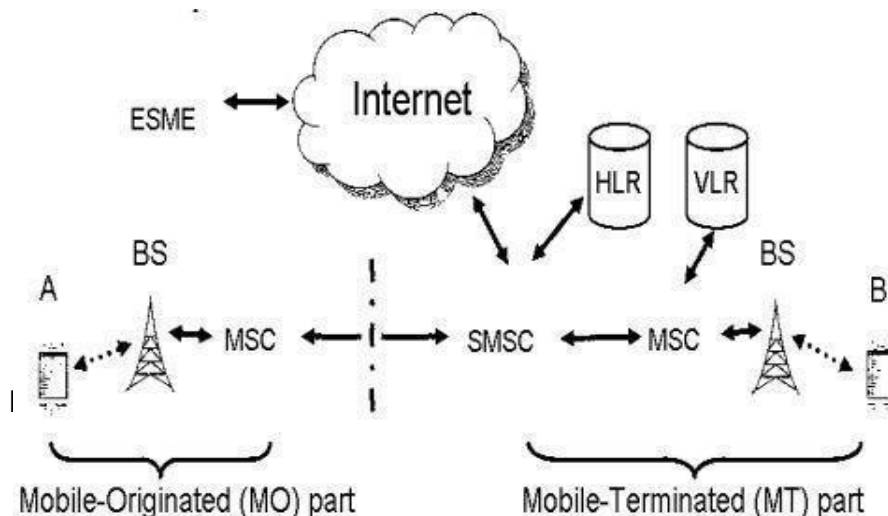 Internet
ESME
HLR
VLR
BS
BS
A
B
MSC
SMSC
MSC
Mobile-Originated (MO) part
Mobile-Terminated (MT) part